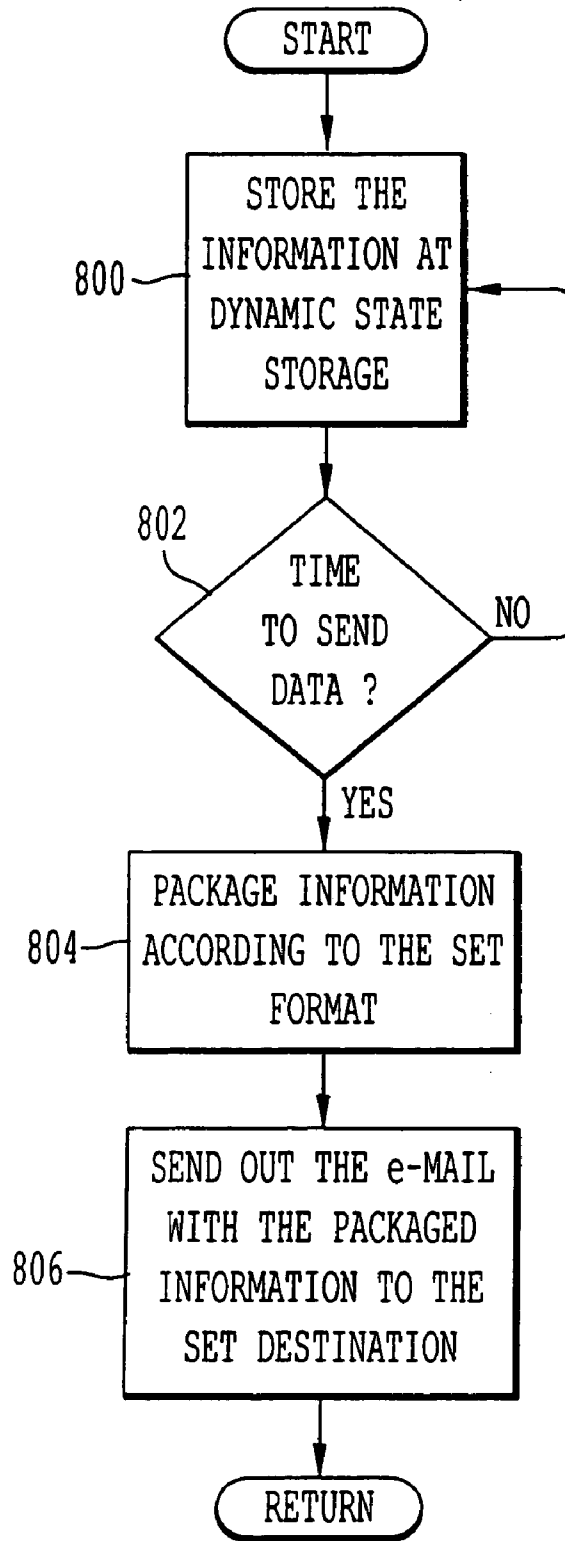 START
STORE THE
INFORMATION AT
DYNAMIC STATE
STORAGE
800
802
TIME
TO SEND
DATA ?
NO
YES
PACKAGE INFORMATION
ACCORDING TO THE SET
FORMAT
804
SEND OUT THE e-MAIL
WITH THE PACKAGED
INFORMATION TO THE
SET DESTINATION
806
RETURN